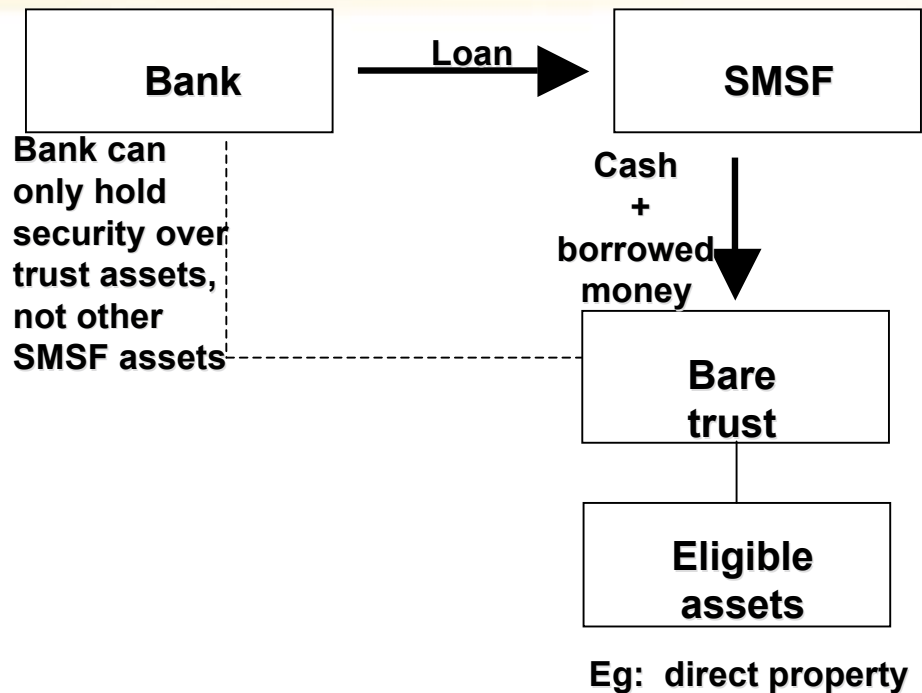 Bank
Loan
SMSF
Bank can
only hold
security over
trust assets,
not other
SMSF assets
Cash
+
borrowed
money
Bare
trust
Eligible
assets
Eg: direct property